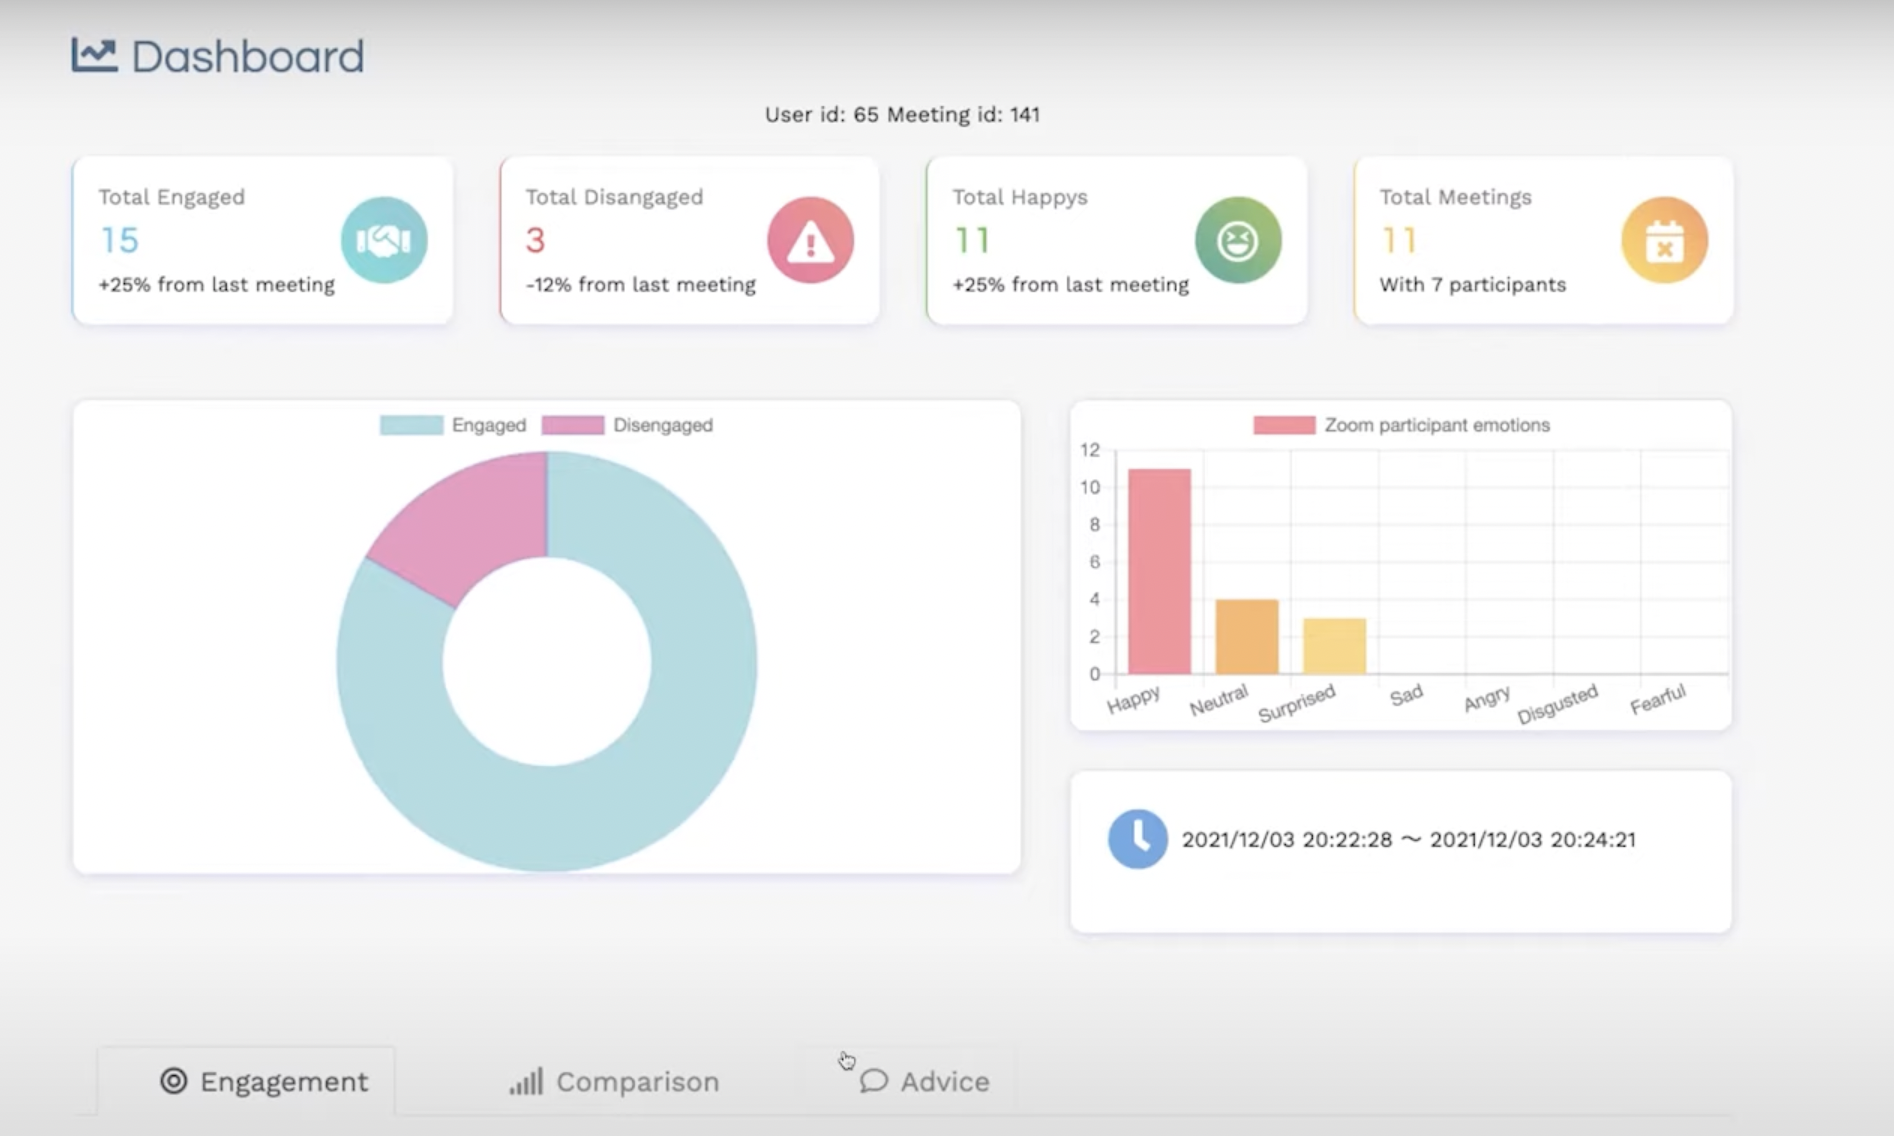 Dashboard
User id: 65 Meeting id: 141
Total Engaged
15
+25% from last meeting
Total Disangaged
3
-12% from last meeting
Total Happys
11
+25% from last meeting
Total Meetings
11
With 7 participants
Engaged Disengaged
Zoom participant emotions
12
10
8
6
4
2
0
Happy Neutral Surprised Sad Angry Disgusted Fearful
2021/12/03 20:22:28 ～ 2021/12/03 20:24:21
Engagement Comparison Advice